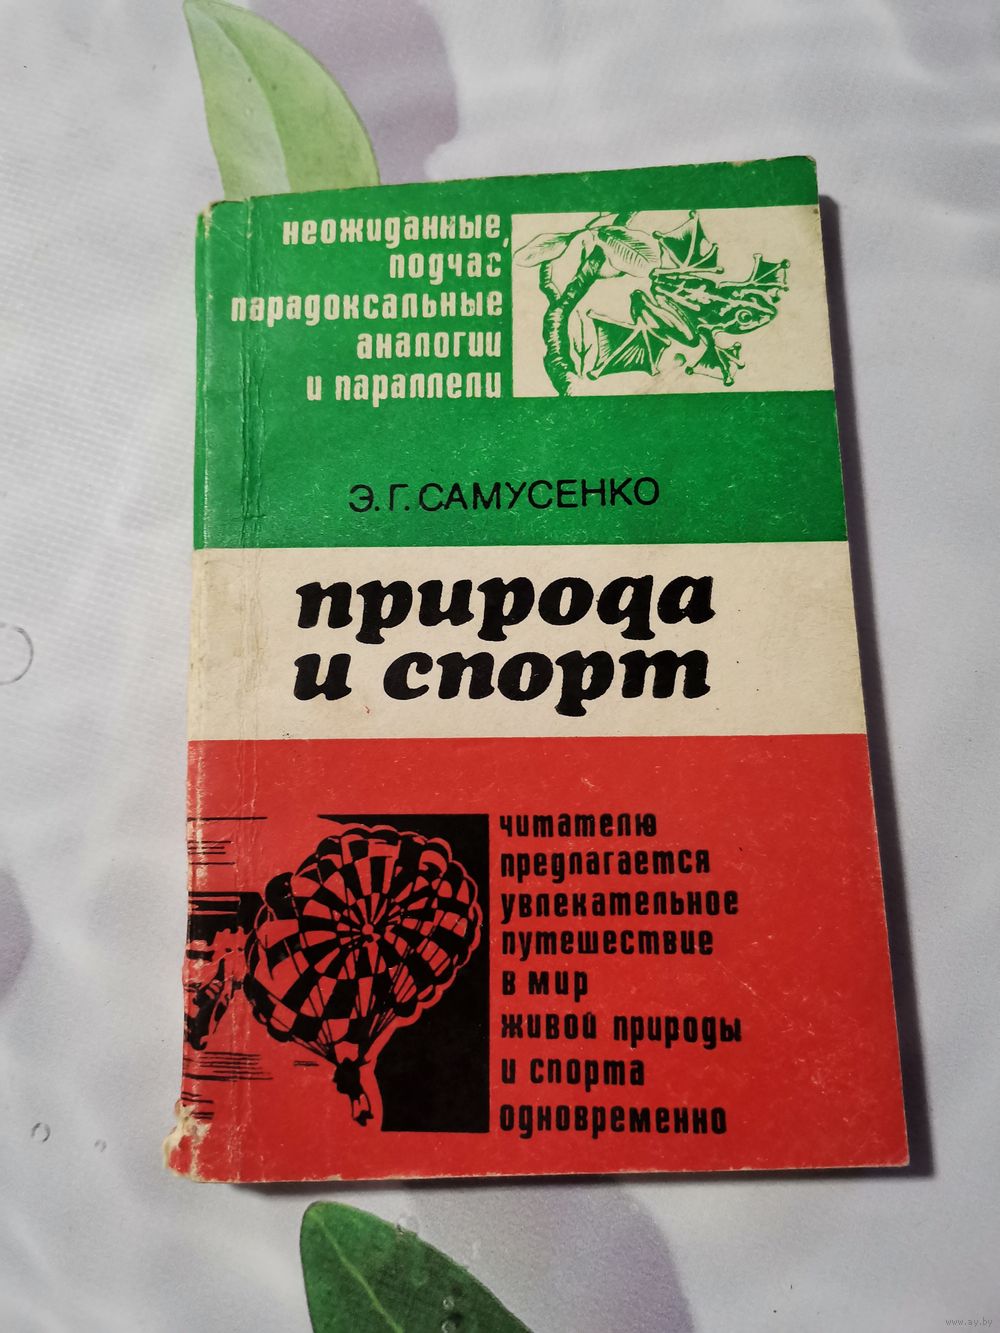 неожиданные,
подчас
парадоксальные
аналогии
и параллели
Э.Г. САМУСЕНКО
природа
и спорт
читателю
предлагается
увлекательное
путешествие
в мир
живой природы
и спорта
одновременно
www.ay.by